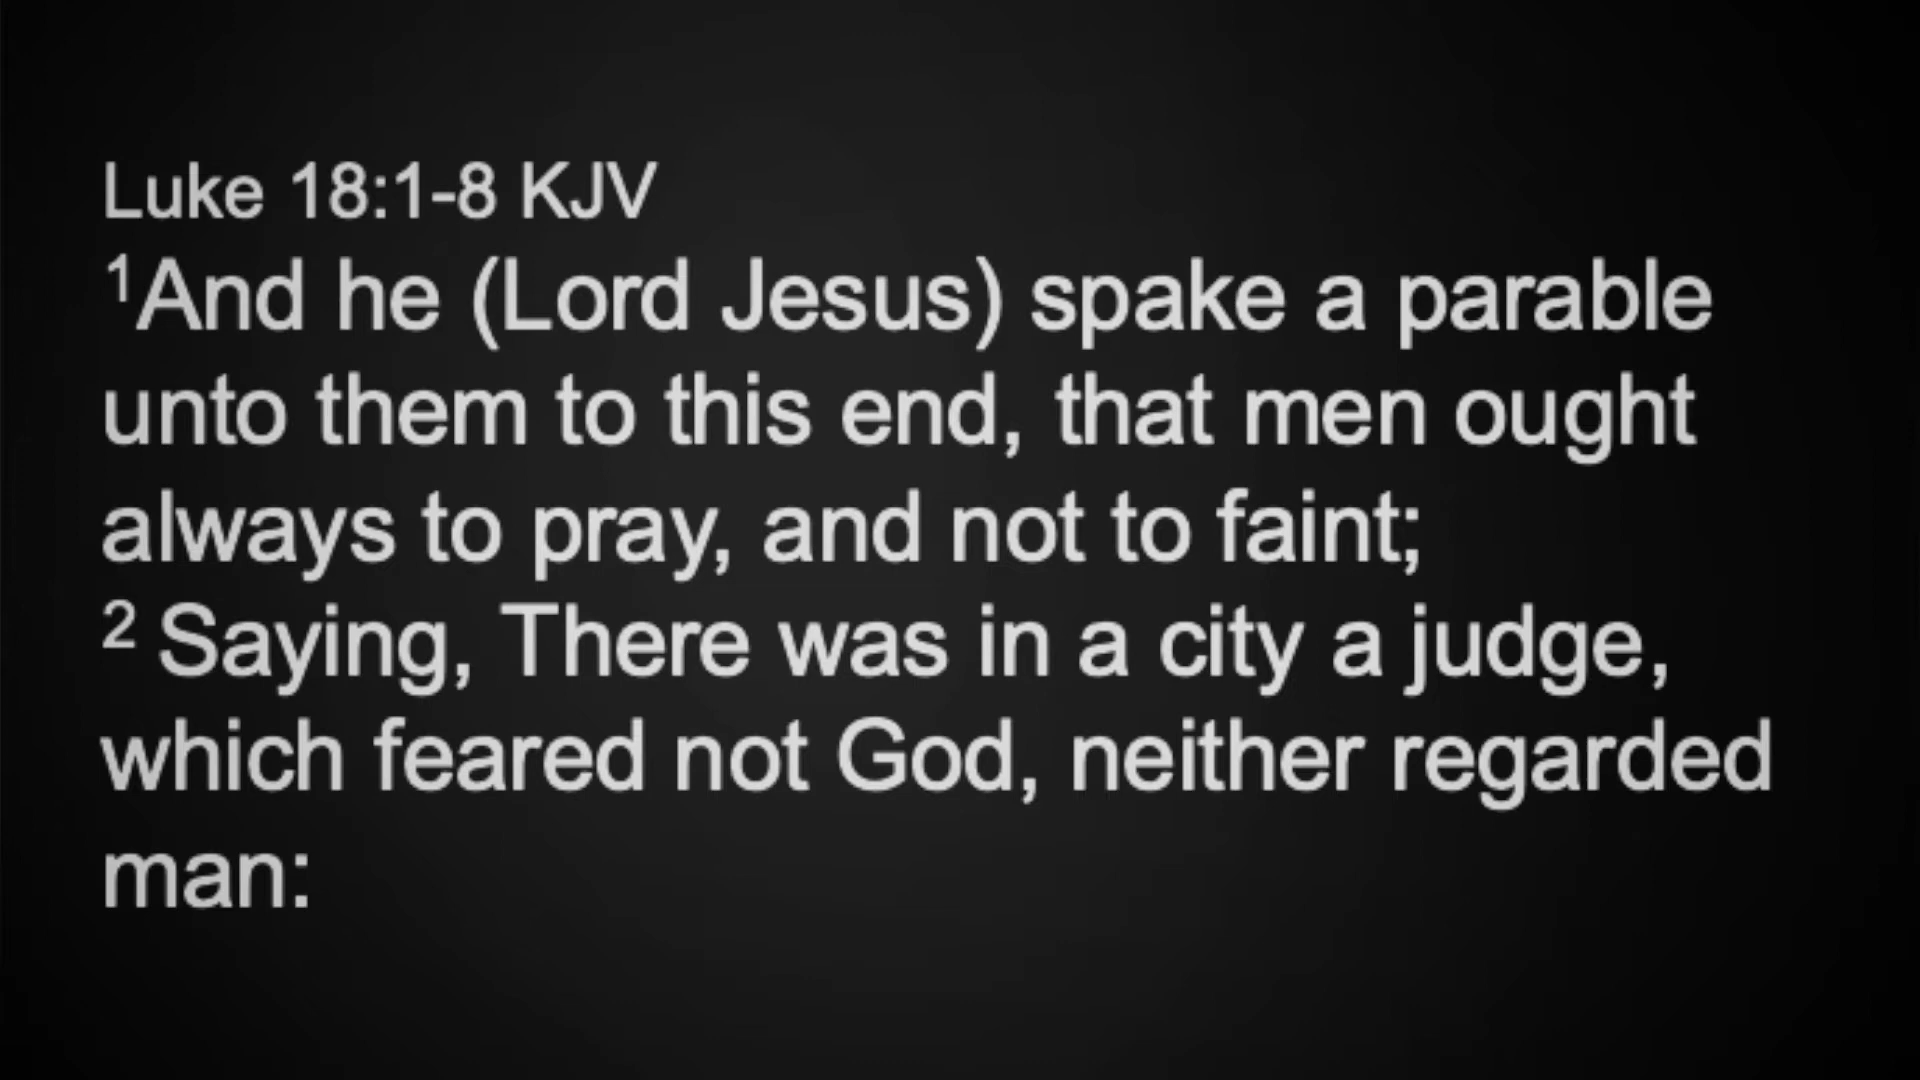 Luke 18:1-8 KJV
¹And he (Lord Jesus) spake a parable
unto them to this end, that men ought
always to pray, and not to faint;
² Saying, There was in a city a judge,
which feared not God, neither regarded
man: